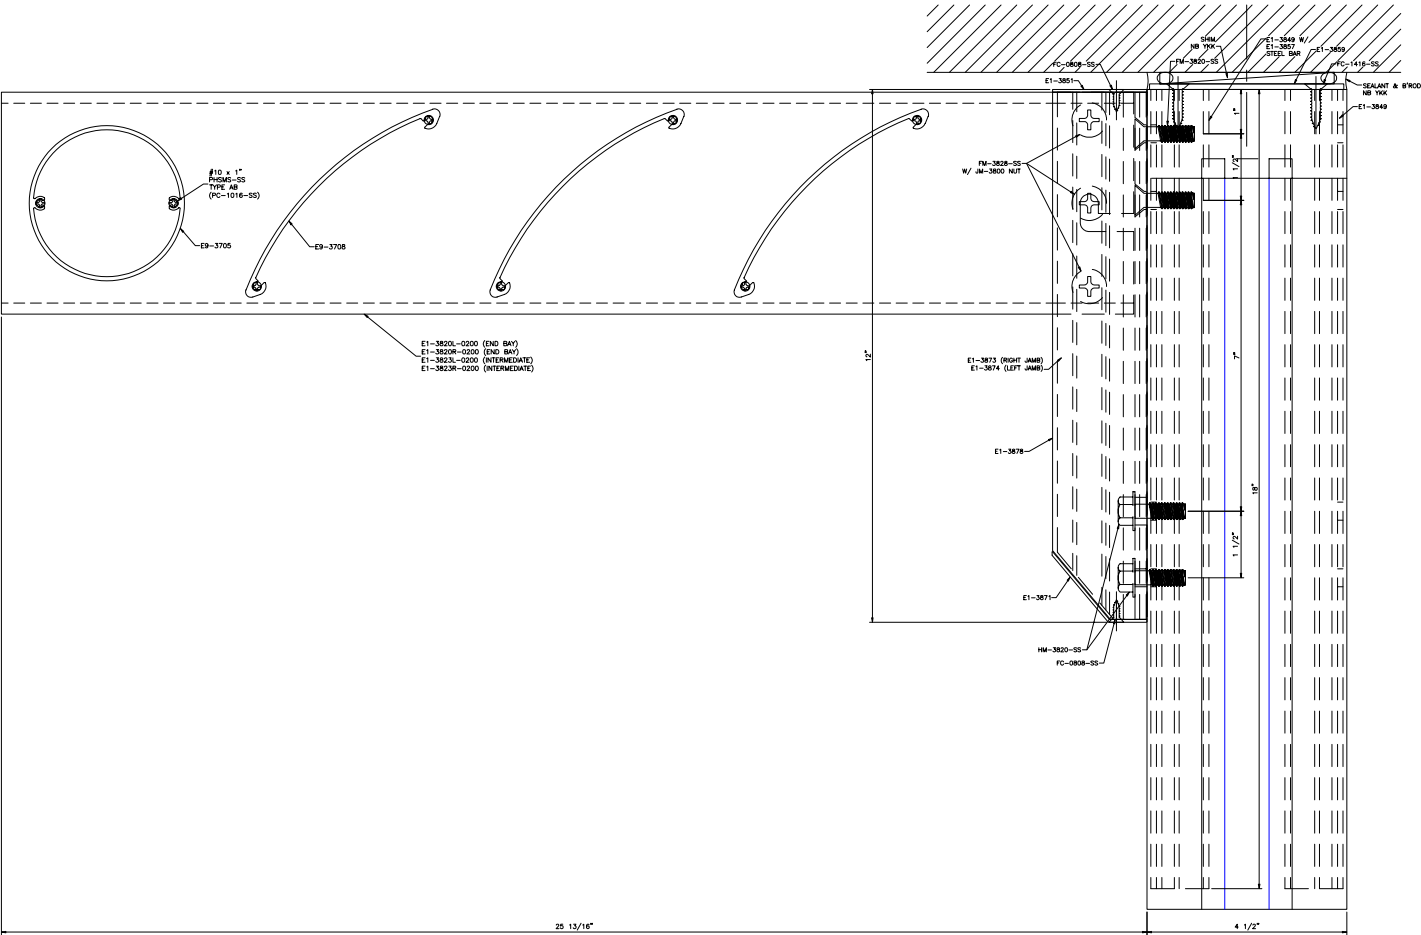 SHIM
NB YKK
E1-3849 W/
E1-3857
STEEL BAR
E1-3859
FM-3820-SS
FC-1416-SS
FC-0808-SS
E1-3851
SEALANT & B'ROD
NB YKK
E1-3849
1"
1/2"
FM-3828-SS
W/ JM-3800 NUT
#10 x 1"
PHSMS-SS
TYPE AB
(PC-1016-SS)
E9-3705
E9-3708
E1-3820L-0200 (END BAY)
E1-3820R-0200 (END BAY)
E1-3823L-0200 (INTERMEDIATE)
E1-3823R-0200 (INTERMEDIATE)
12"
E1-3873 (RIGHT JAMB)
E1-3874 (LEFT JAMB)
7"
E1-3878
18"
1 1/2"
E1-3871
HM-3820-SS
FC-0808-SS
25 13/16"
4 1/2"